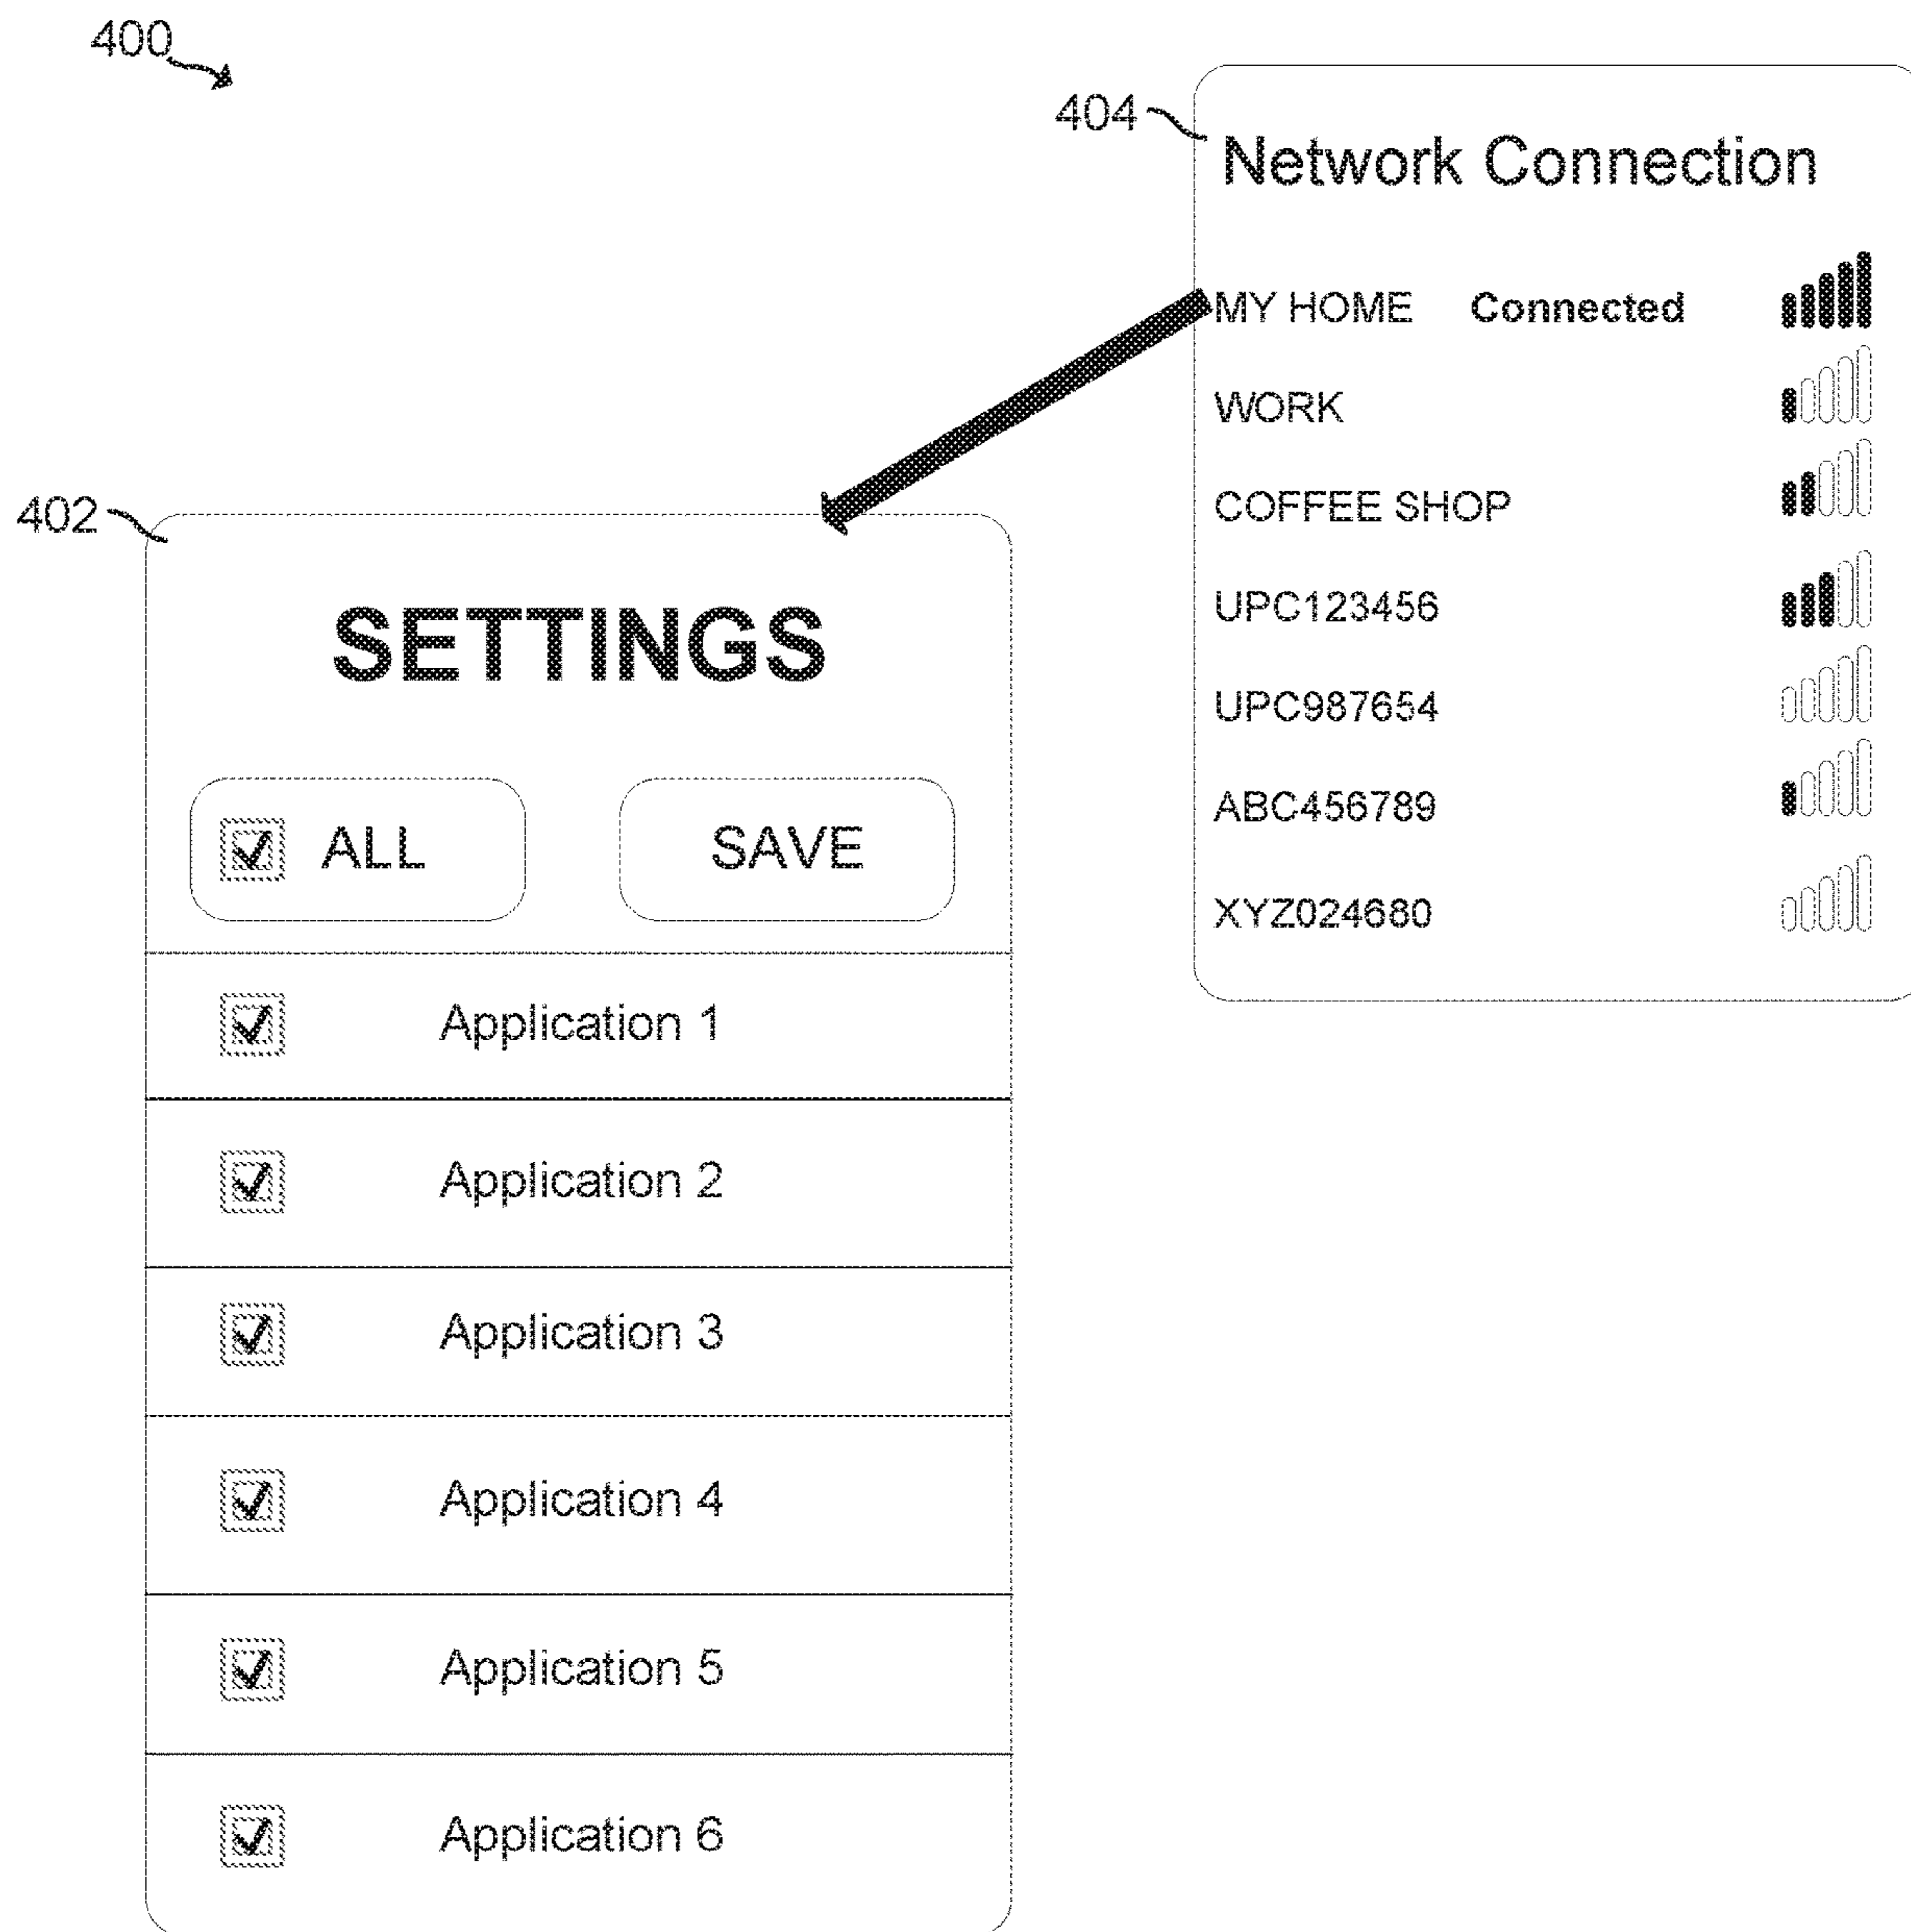 400
404
Network Connection
MY HOME Connected
WORK
COFFEE SHOP
UPC123456
UPC987654
ABC456789
XYZ024680
402
SETTINGS
ALL SAVE
Application 1
Application 2
Application 3
Application 4
Application 5
Application 6